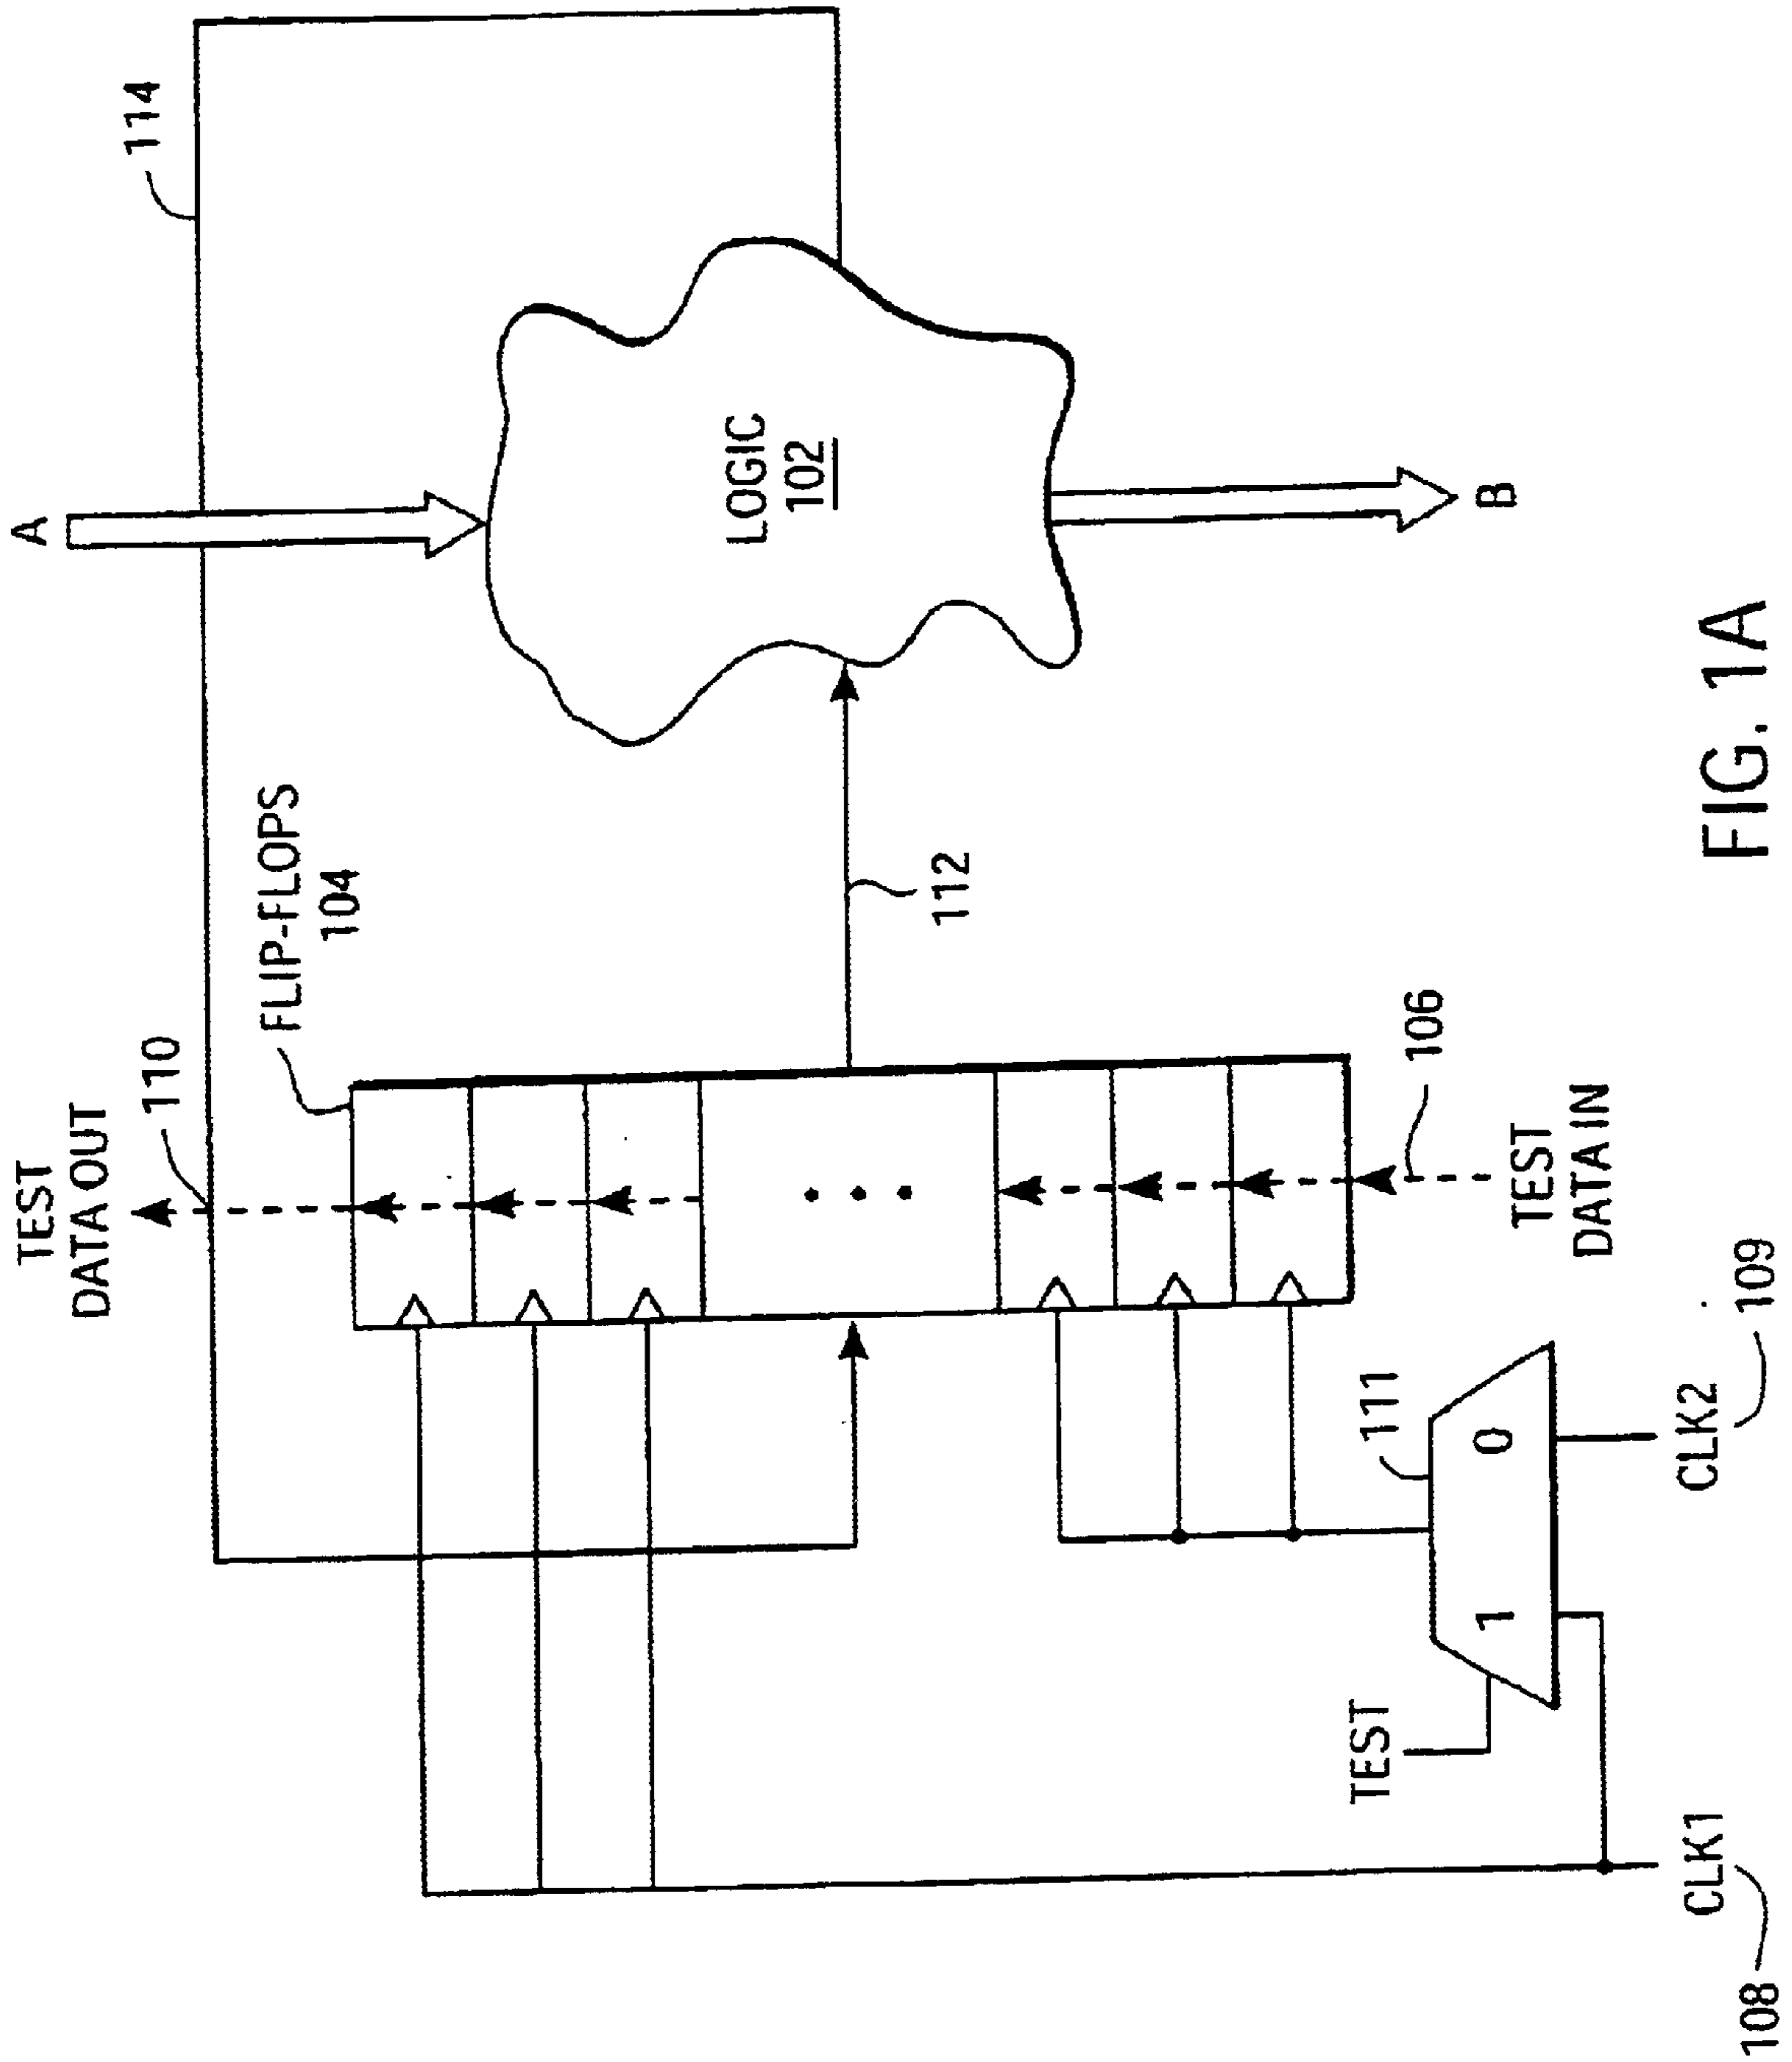 A
114
TEST
DATA OUT
110
FLIP-FLOPS
104
LOGIC
102
112
B
106
TEST
DATA IN
111
1
0
TEST
CLK1
108
CLK2
109
FIG. 1A